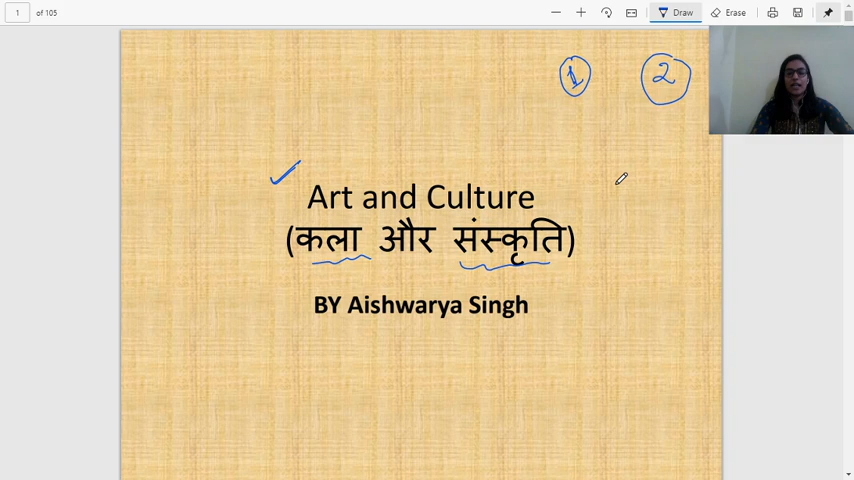 1 of 105 Draw Erase
1 2
Art and Culture
(कला और संस्कृति)
BY Aishwarya Singh